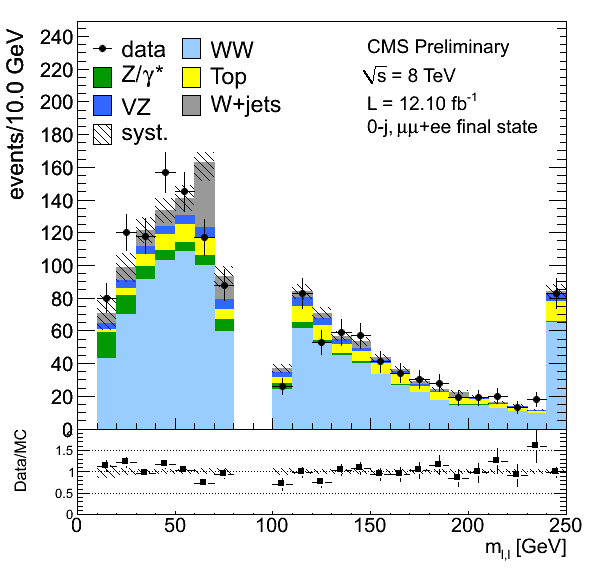 events/10.0 GeV
240
220
200
180
160
140
120
100
80
60
40
20
0
data
WW
Z/γ*
Top
VZ
W+jets
syst.
CMS Preliminary
√s = 8 TeV
L = 12.10 fb⁻¹
0-j, μμ+ee final state
Data/MC
2
1.5
1
0.5
0
0
50
100
150
200
250
m_l,l [GeV]